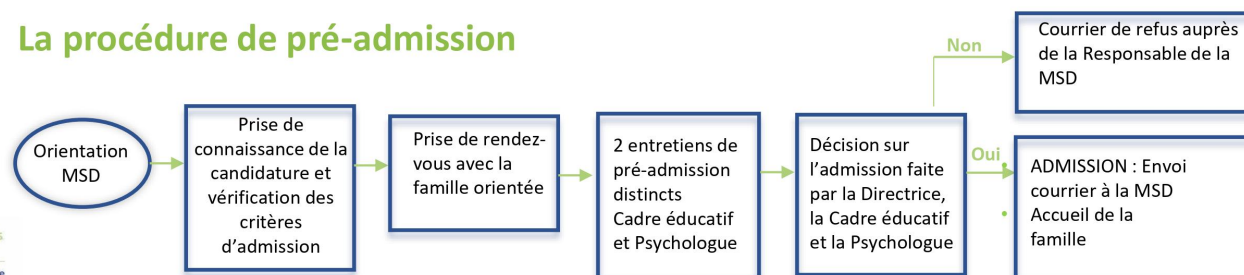 La procédure de pré-admission
Orientation
MSD
Prise de
connaissance de la
candidature et
vérification des
critères
d'admission
Prise de rendez-
vous avec la
famille orientée
2 entretiens de
pré-admission
distincts
Cadre éducatif
et Psychologue
Décision sur
l'admission faite
par la Directrice,
la Cadre éducatif
et la Psychologue
Non
Courrier de refus auprès
de la Responsable de la
MSD
Oui
ADMISSION : Envoi
courrier à la MSD
Accueil de la
famille